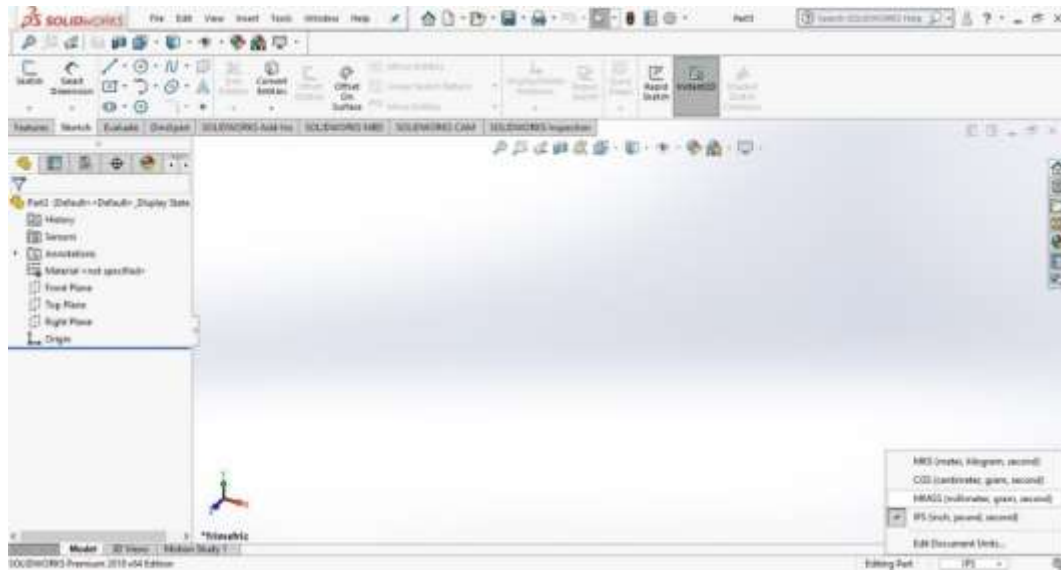 SOLIDWORKS File Edit View Insert Tools Window Help Part1
Sketch Smart Dimension Convert Entities Offset On Surface Rapid Sketch Instant2D
Features Sketch Evaluate DimXpert SOLIDWORKS Add-Ins SOLIDWORKS MBD SOLIDWORKS CAM SOLIDWORKS Inspection
(Default<<Default>_Display State
History
Sensors
Annotations
Material <not specified>
Front Plane
Top Plane
Right Plane
Origin
MKS (meter, kilogram, second)
CGS (centimeter, gram, second)
MMGS (millimeter, gram, second)
IPS (inch, pound, second)
Edit Document Units...
*Trimetric
Model 3D Views Motion Study 1
SOLIDWORKS Premium 2018 x64 Edition Editing Part IPS